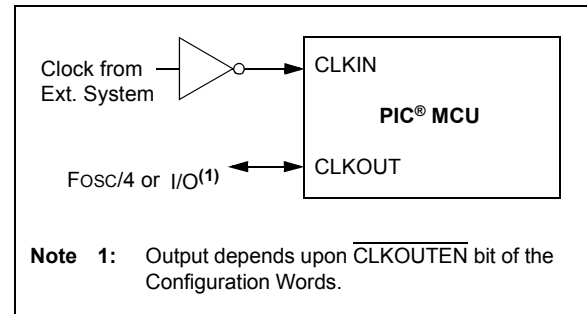 Clock from
Ext. System
CLKIN
PIC® MCU
Fosc/4 or I/O(1)
CLKOUT
Note 1: Output depends upon CLKOUTEN bit of the
Configuration Words.